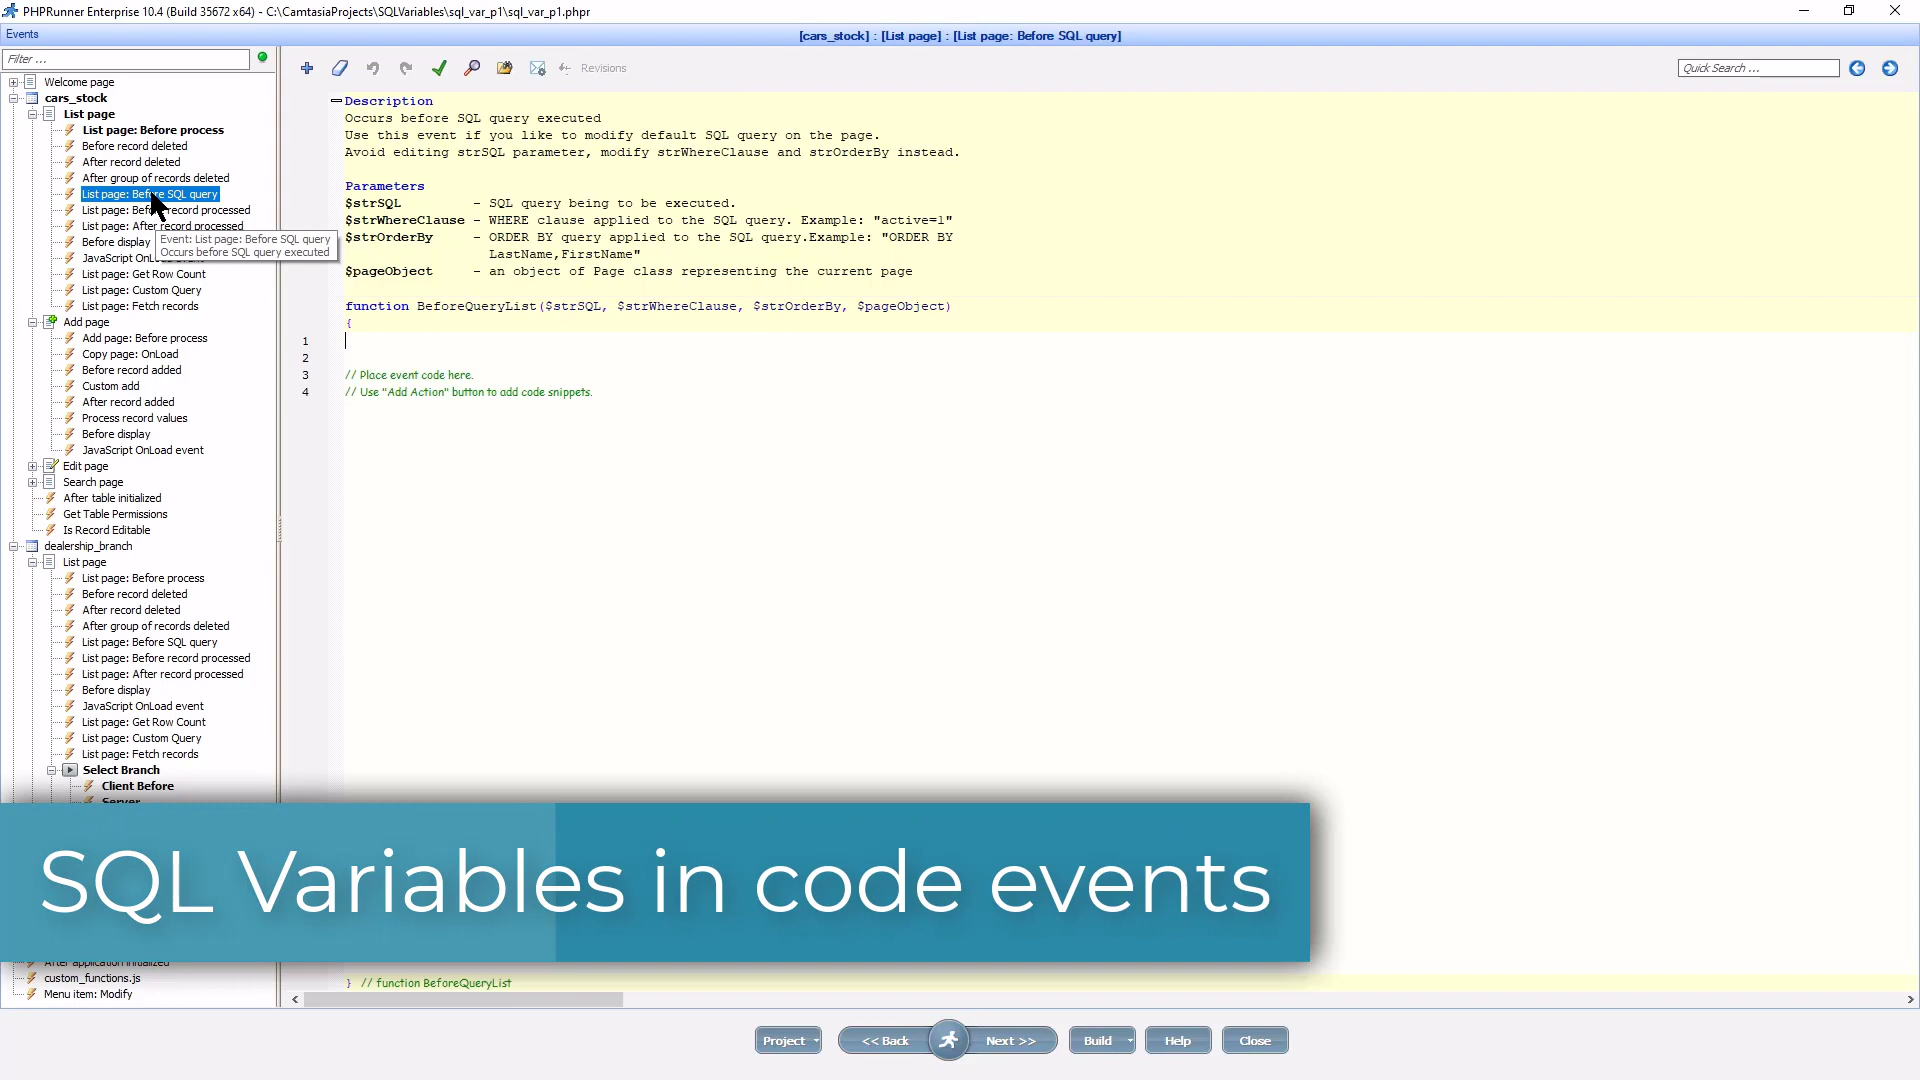 PHPRunner Enterprise 10.4 (Build 35672 x64) - C:\CamtasiaProjects\SQLVariables\sql_var_p1\sql_var_p1.phpr
Events
[cars_stock] : [List page] : [List page: Before SQL query]
Filter ...
Revisions
Quick Search ...
Welcome page
cars_stock
List page
List page: Before process
Before record deleted
After record deleted
After group of records deleted
List page: Before SQL query
List page: Before record processed
List page: After record processed
Before display
Event: List page: Before SQL query
Occurs before SQL query executed
JavaScript OnLoad event
List page: Get Row Count
List page: Custom Query
List page: Fetch records
Add page
Add page: Before process
Copy page: OnLoad
Before record added
Custom add
After record added
Process record values
Before display
JavaScript OnLoad event
Edit page
Search page
After table initialized
Get Table Permissions
Is Record Editable
dealership_branch
List page
List page: Before process
Before record deleted
After record deleted
After group of records deleted
List page: Before SQL query
List page: Before record processed
List page: After record processed
Before display
JavaScript OnLoad event
List page: Get Row Count
List page: Custom Query
List page: Fetch records
Select Branch
Client Before
Server
After application initialized
custom_functions.js
Menu item: Modify
Description
Occurs before SQL query executed
Use this event if you like to modify default SQL query on the page.
Avoid editing strSQL parameter, modify strWhereClause and strOrderBy instead.
Parameters
$strSQL - SQL query being to be executed.
$strWhereClause - WHERE clause applied to the SQL query. Example: "active=1"
$strOrderBy - ORDER BY query applied to the SQL query.Example: "ORDER BY
LastName,FirstName"
$pageObject - an object of Page class representing the current page
function BeforeQueryList($strSQL, $strWhereClause, $strOrderBy, $pageObject)
{
1
2
3 // Place event code here.
4 // Use "Add Action" button to add code snippets.
SQL Variables in code events
} // function BeforeQueryList
Project
<< Back
Next >>
Build
Help
Close